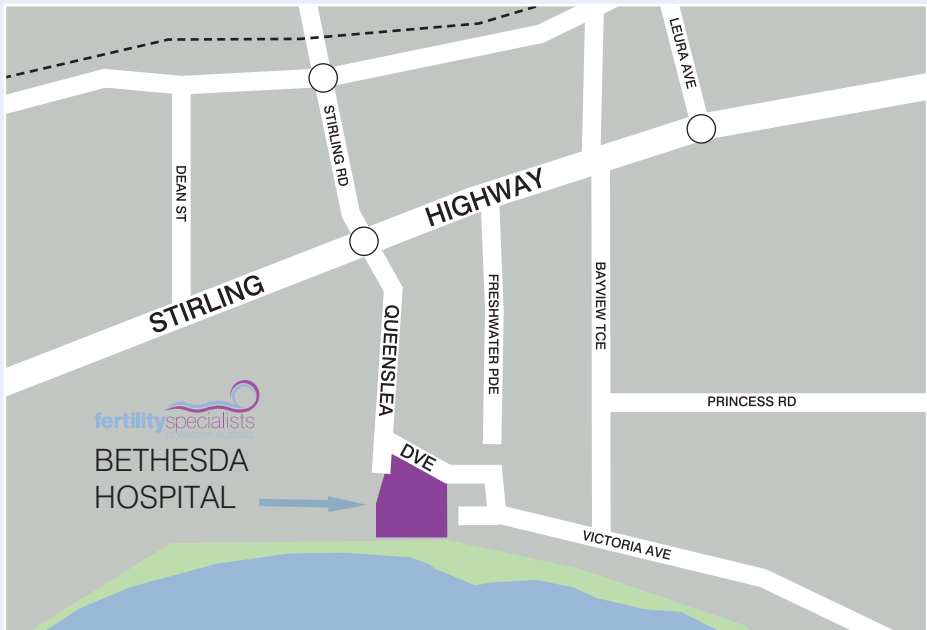 LEURA AVE
STIRLING RD
DEAN ST
HIGHWAY
STIRLING
FRESHWATER PDE
BAYVIEW TCE
QUEENSLEA
PRINCESS RD
fertilityspecialists
BETHESDA
HOSPITAL
DVE
VICTORIA AVE